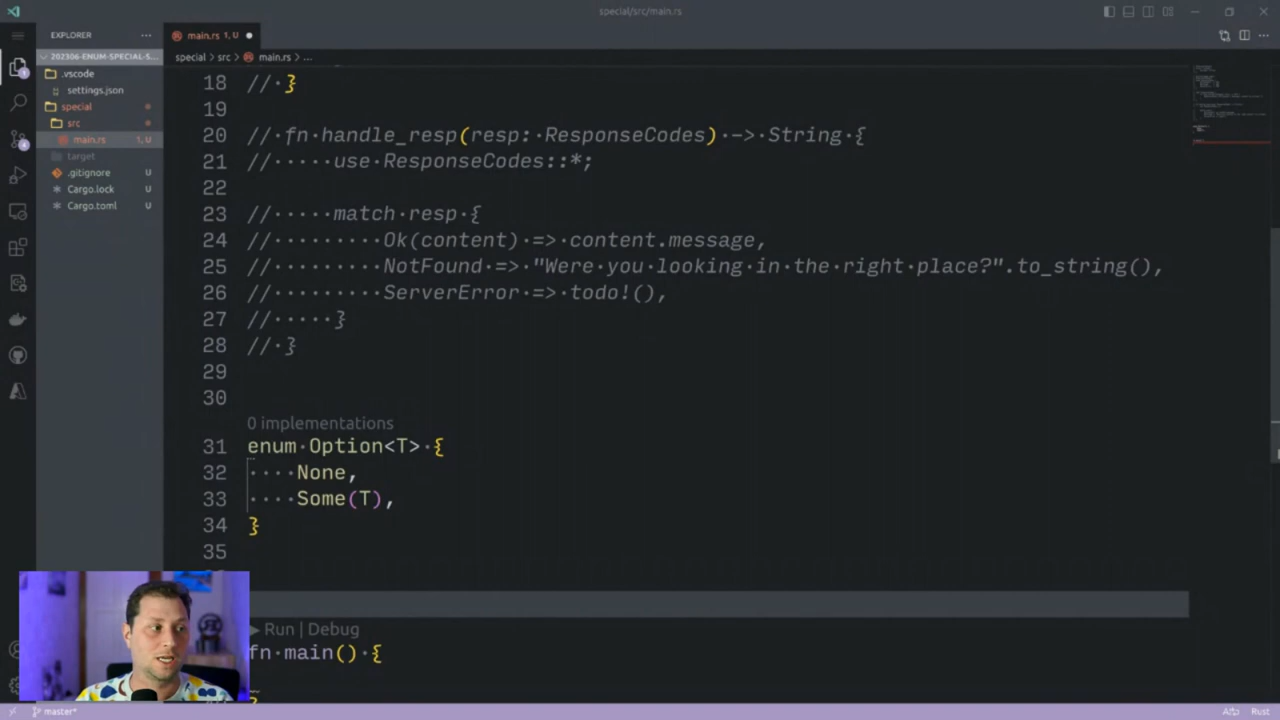 special/src/main.rs
EXPLORER
202306-ENUM-SPECIAL-S...
.vscode
settings.json
special
src
main.rs 1, U
target
.gitignore U
Cargo.lock U
Cargo.toml U
main.rs 1, U
special > src > main.rs > ...
18 // }
19
20 // fn handle_resp(resp: ResponseCodes) -> String {
21 // use ResponseCodes::*;
22
23 // match resp {
24 // Ok(content) => content.message,
25 // NotFound => "Were you looking in the right place?".to_string(),
26 // ServerError => todo!(),
27 // }
28 // }
29
30
0 implementations
31 enum Option<T> {
32 None,
33 Some(T),
34 }
35
Run | Debug
fn main() {
master*
Rust